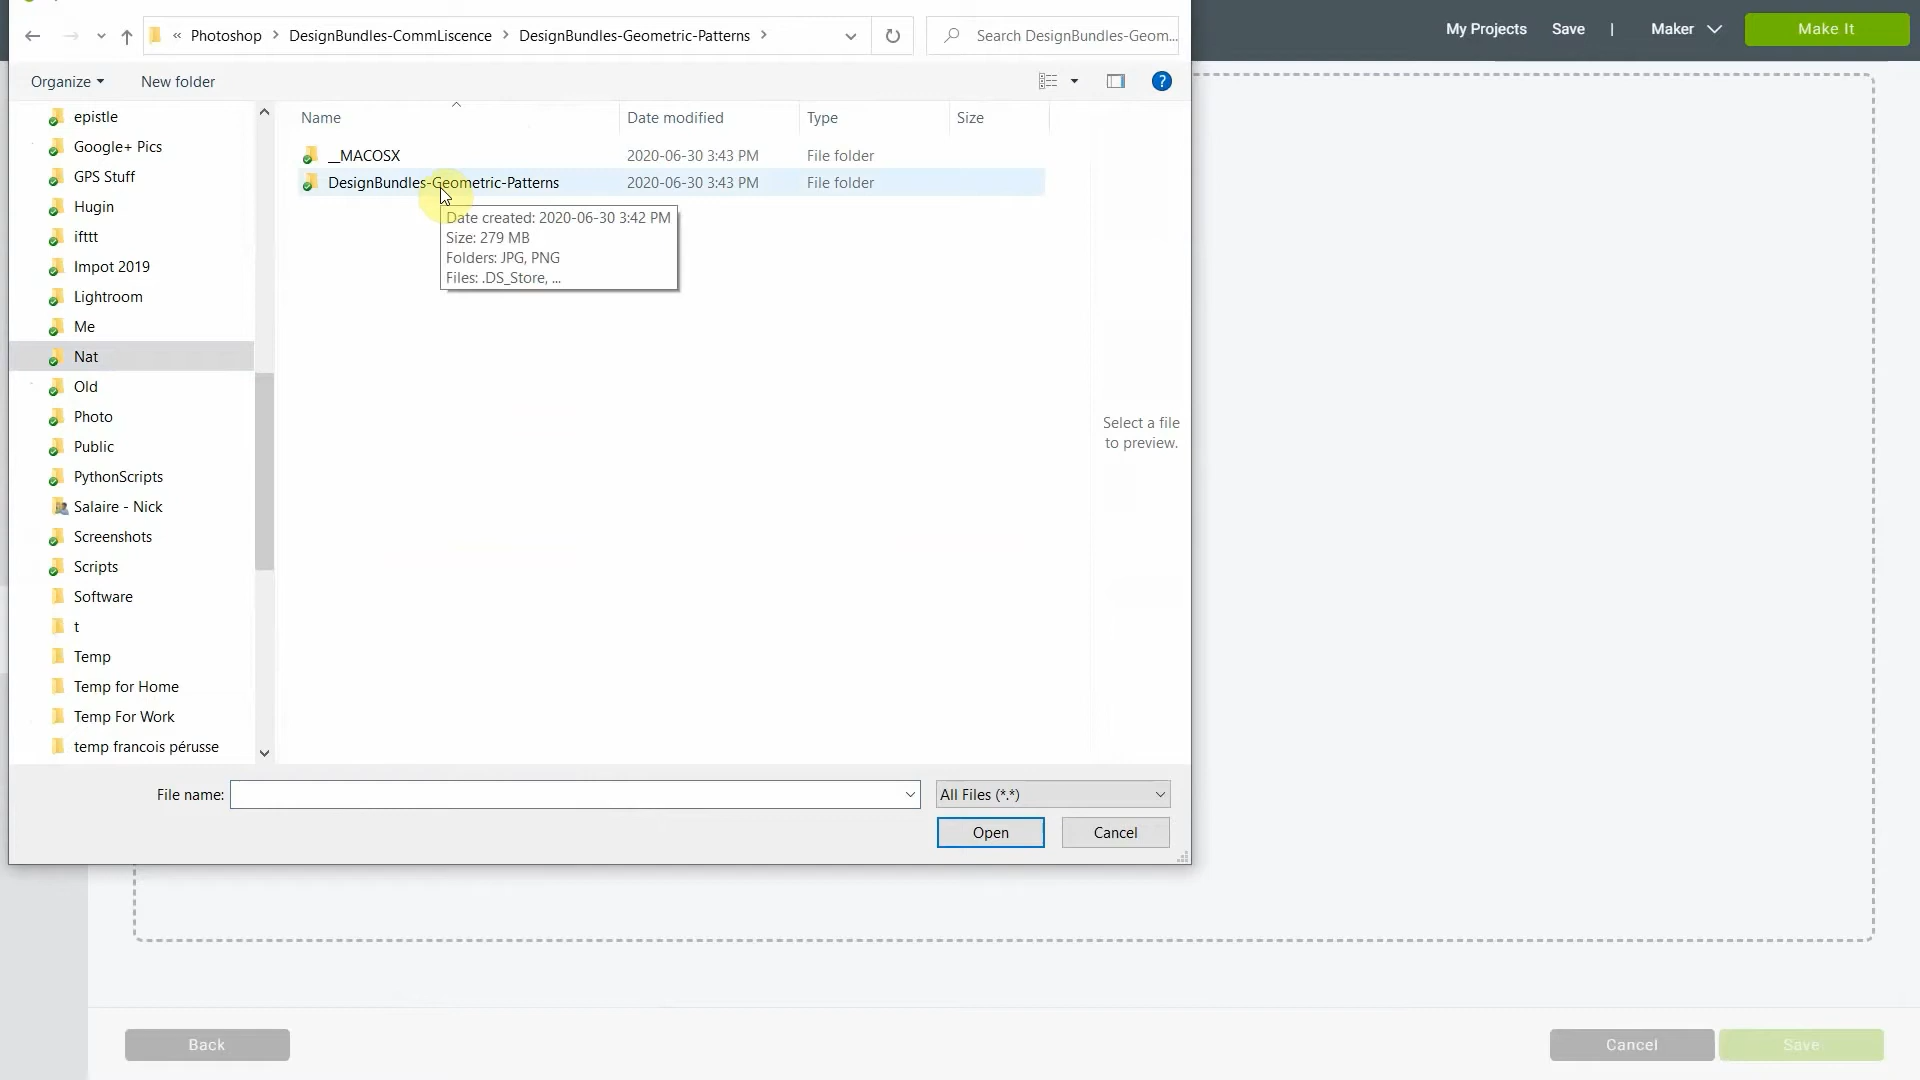 « Photoshop > DesignBundles-CommLiscence > DesignBundles-Geometric-Patterns >
Search DesignBundles-Geom...
My Projects Save | Maker Make It
Organize New folder
?
Name Date modified Type Size
__MACOSX 2020-06-30 3:43 PM File folder
DesignBundles-Geometric-Patterns 2020-06-30 3:43 PM File folder
Date created: 2020-06-30 3:42 PM
Size: 279 MB
Folders: JPG, PNG
Files: .DS_Store, ...
epistle
Google+ Pics
GPS Stuff
Hugin
ifttt
Impot 2019
Lightroom
Me
Nat
Old
Photo
Public
PythonScripts
Salaire - Nick
Screenshots
Scripts
Software
t
Temp
Temp for Home
Temp For Work
temp francois pérusse
Select a file
to preview.
File name:
All Files (*.*)
Open Cancel
Back Cancel Save